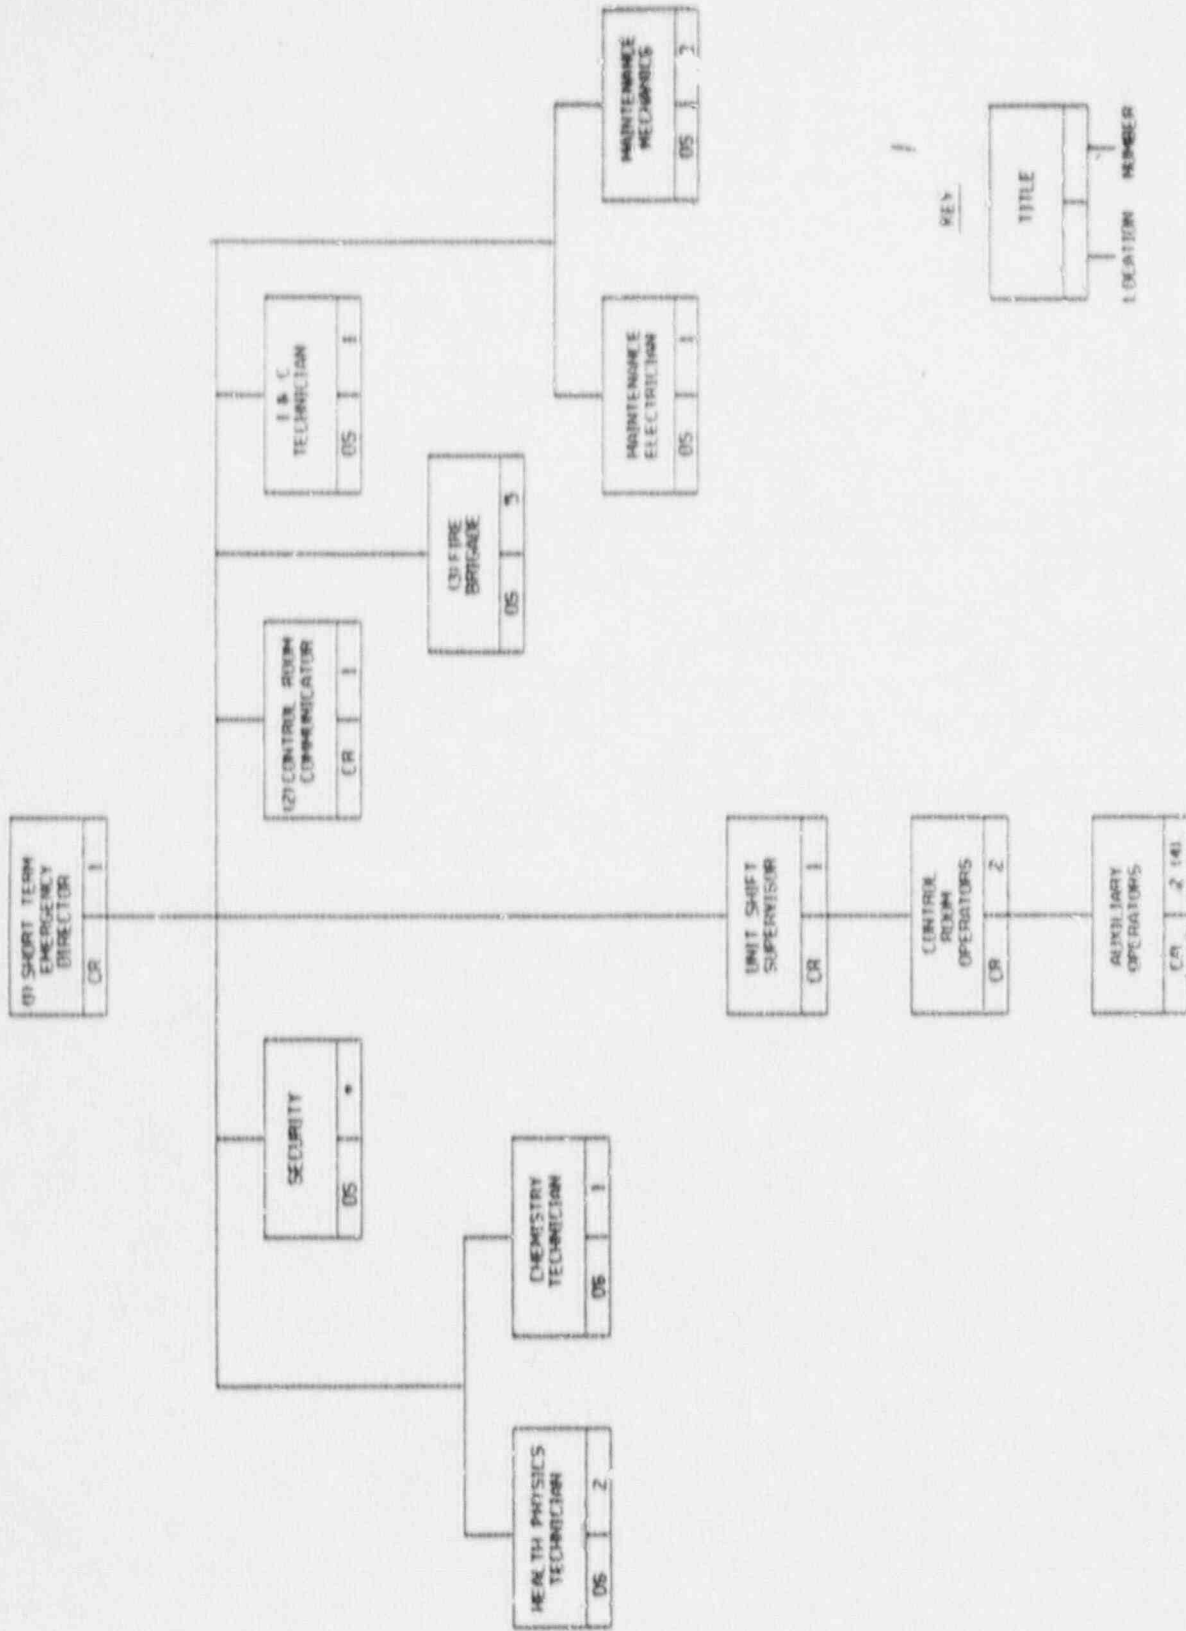 (1) SHORT TERM
EMERGENCY
DIRECTOR
CR 1
SECURITY
OS *
(2) CONTROL ROOM
COMMUNICATOR
CR 1
I & C
TECHNICIAN
OS 1
(3) FIRE
BRIGADE
OS 5
HEALTH PHYSICS
TECHNICIAN
OS 2
CHEMISTRY
TECHNICIAN
OS 1
MAINTENANCE
ELECTRICIAN
OS 1
MAINTENANCE
MECHANICS
OS 2
UNIT SHIFT
SUPERVISOR
CR 1
CONTROL
ROOM
OPERATORS
CR 2
AUXILIARY
OPERATORS
CR 2 (4)
KEY
TITLE
LOCATION NUMBER